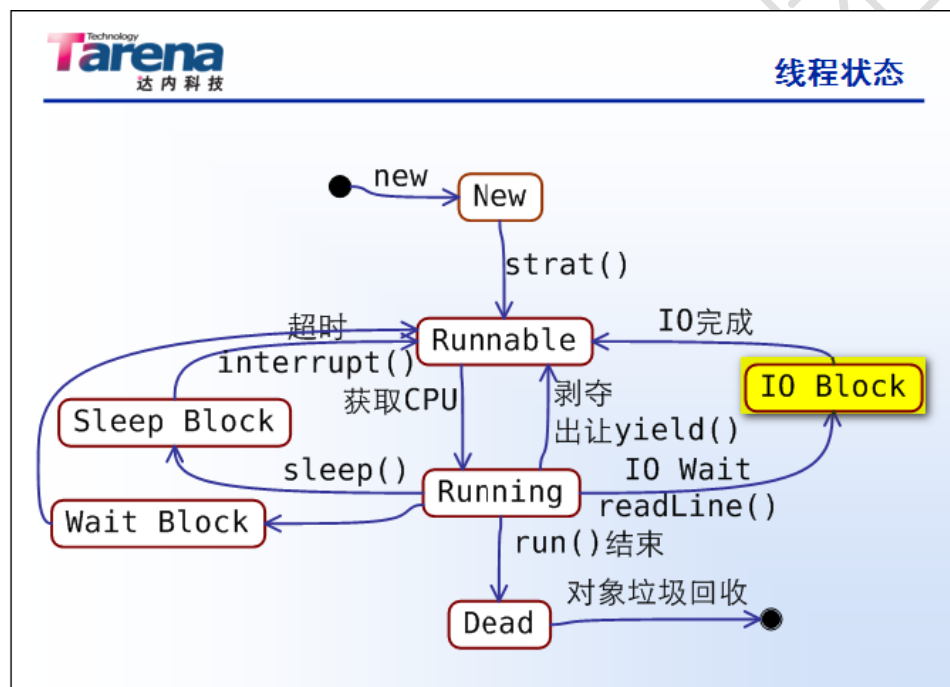 Technology
Tarena
达内科技
线程状态
new
New
strat()
超时
Runnable
IO完成
interrupt()
IO Block
获取CPU
剥夺
Sleep Block
出让yield()
sleep()
IO Wait
Running
readLine()
Wait Block
run()结束
对象垃圾回收
Dead